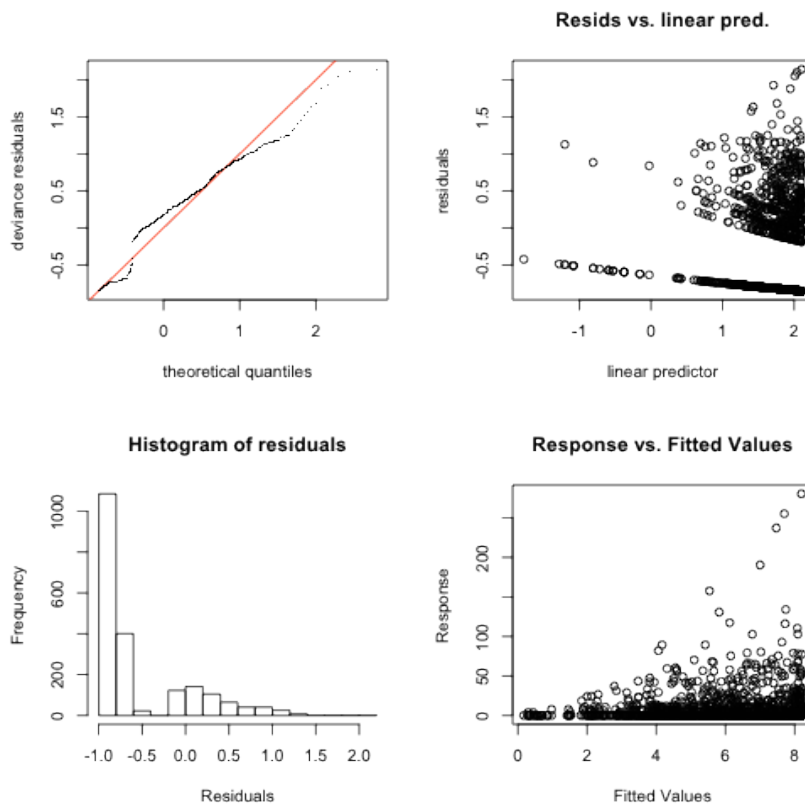 Resids vs. linear pred.
deviance residuals
-0.5 0.5 1.5
0 1 2
theoretical quantiles
residuals
-0.5 0.5 1.5
-1 0 1 2
linear predictor
Histogram of residuals
Frequency
0 200 600 1000
-1.0 -0.5 0.0 0.5 1.0 1.5 2.0
Residuals
Response vs. Fitted Values
Response
0 50 100 200
0 2 4 6 8
Fitted Values